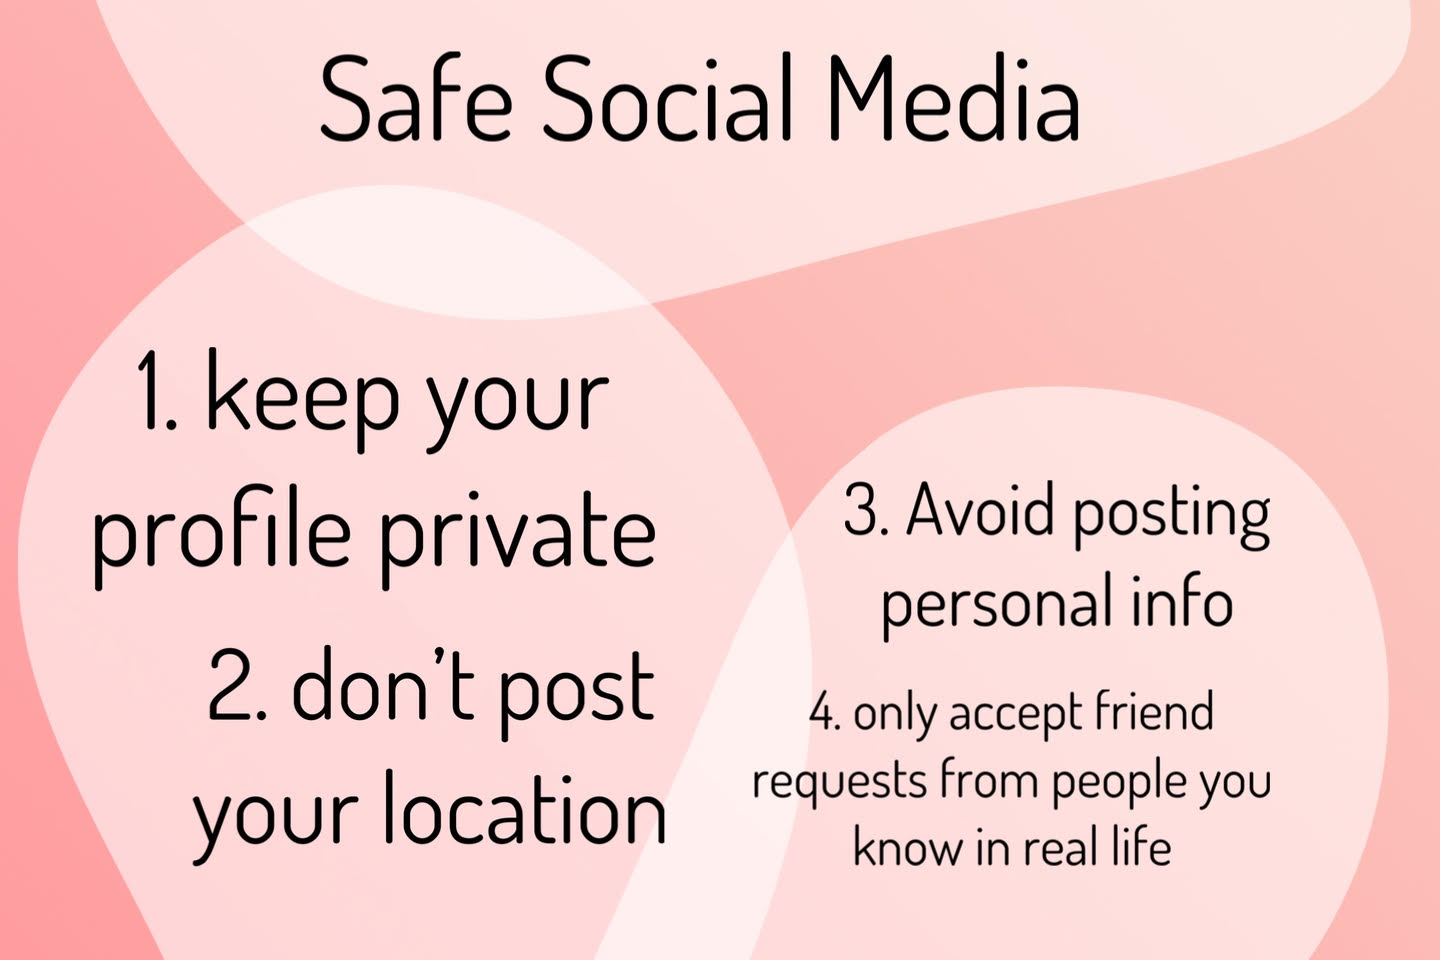 Safe Social Media
1. keep your
profile private
2. don't post
your location
3. Avoid posting
personal info
4. only accept friend
requests from people you
know in real life